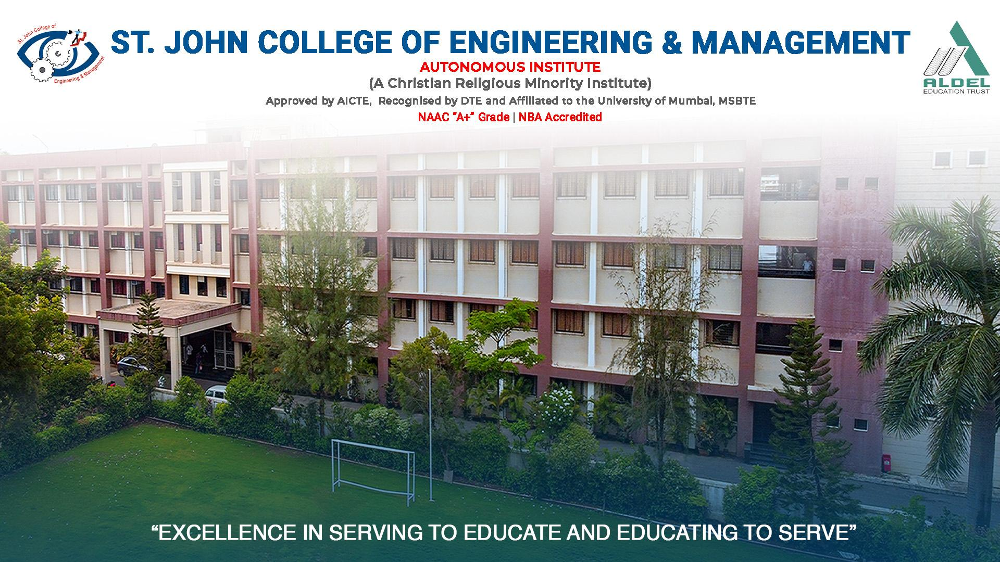 St. John College of
Engineering & Management
ST. JOHN COLLEGE OF ENGINEERING & MANAGEMENT
AUTONOMOUS INSTITUTE
(A Christian Religious Minority Institute)
Approved by AICTE, Recognised by DTE and Affiliated to the University of Mumbai, MSBTE
NAAC "A+" Grade | NBA Accredited
ALDEL
EDUCATION TRUST
“EXCELLENCE IN SERVING TO EDUCATE AND EDUCATING TO SERVE”